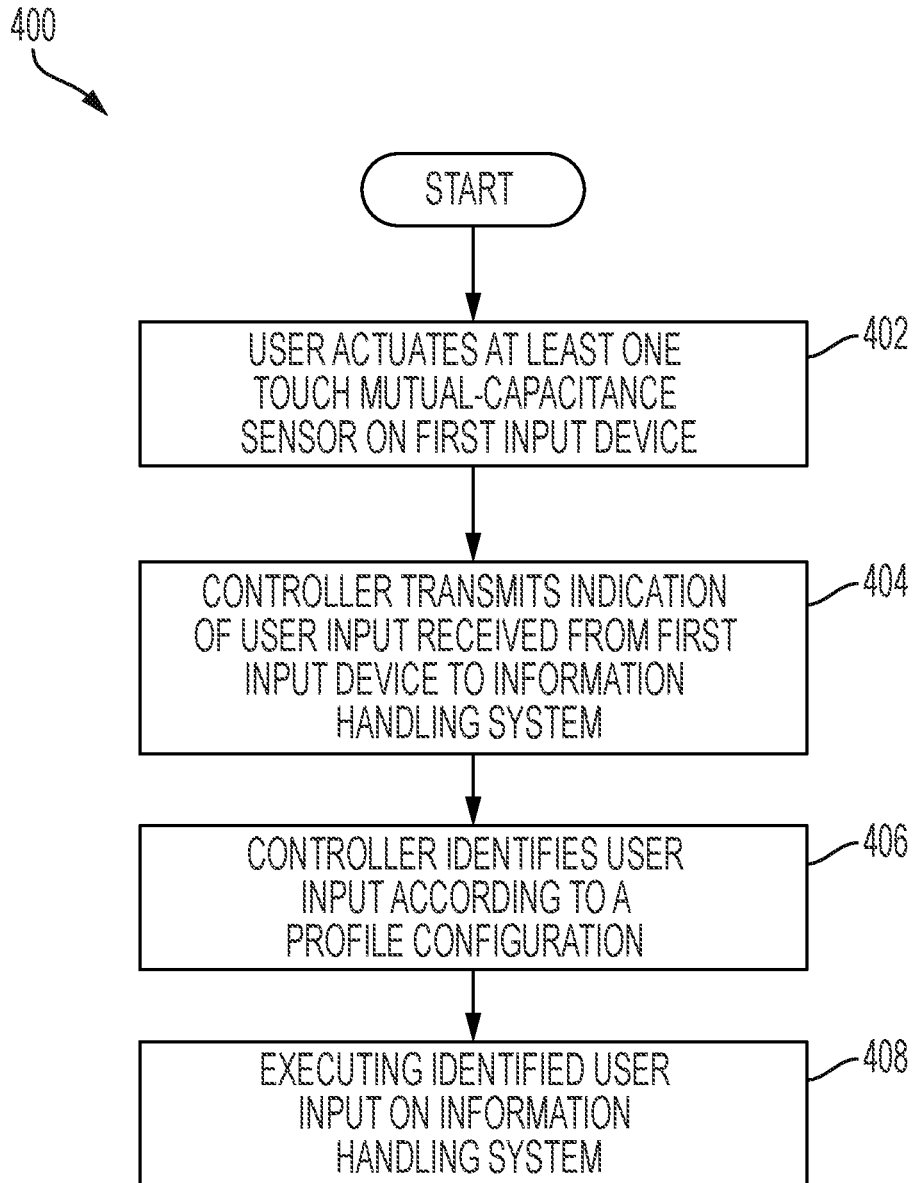 400
START
USER ACTUATES AT LEAST ONE
TOUCH MUTUAL-CAPACITANCE
SENSOR ON FIRST INPUT DEVICE
402
CONTROLLER TRANSMITS INDICATION
OF USER INPUT RECEIVED FROM FIRST
INPUT DEVICE TO INFORMATION
HANDLING SYSTEM
404
CONTROLLER IDENTIFIES USER
INPUT ACCORDING TO A
PROFILE CONFIGURATION
406
EXECUTING IDENTIFIED USER
INPUT ON INFORMATION
HANDLING SYSTEM
408